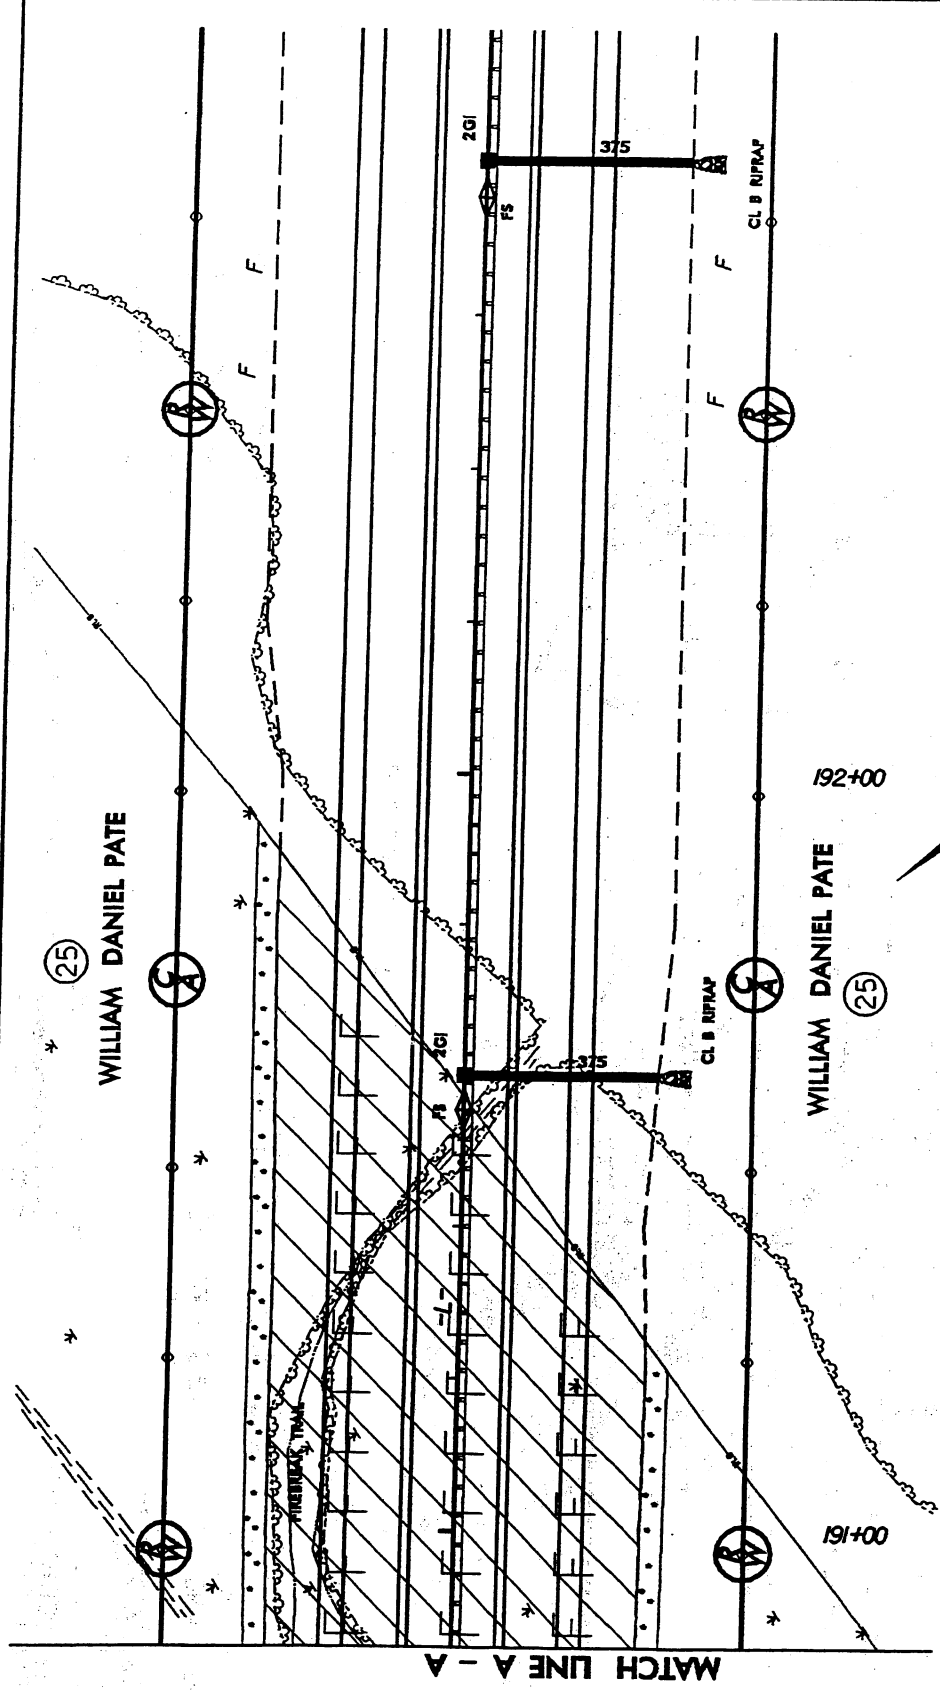 2GI
375
FS
CL B RIPRAP
F
F
F
F
R/W
R/W
192+00
WILLIAM DANIEL PATE
25
WILLIAM DANIEL PATE
25
C/A
C/A
2GI
375
FS
CL B RIPRAP
-L-
FIREBREAK TRAIL
191+00
R/W
R/W
MATCH LINE A - A